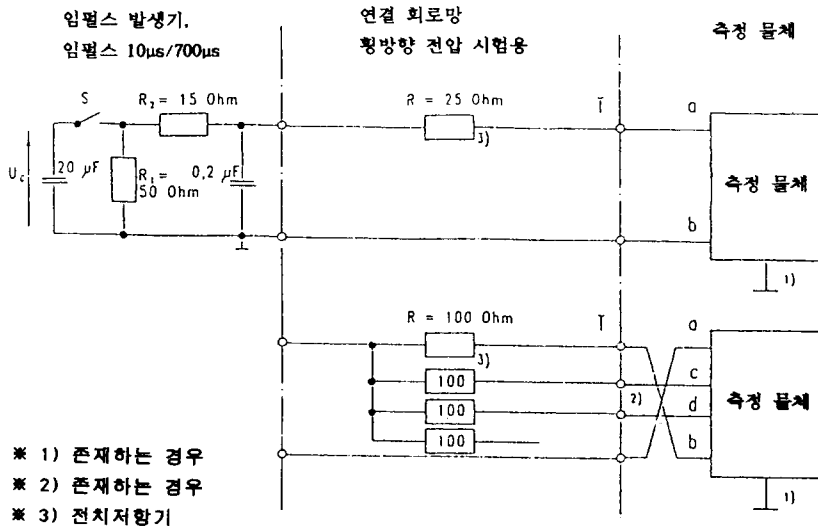 임펄스 발생기,
임펄스 10μs/700μs
연결 회로망
횡방향 전압 시험용
측정 물체
S
R₂ = 15 Ohm
R = 25 Ohm
3)
Ī
a
U_c
20 μF
R₁ =
50 Ohm
0,2 μF
측정 물체
b
1)
R = 100 Ohm
3)
Ī
a
100
c
100
2)
d
측정 물체
100
b
1)
※ 1) 존재하는 경우
※ 2) 존재하는 경우
※ 3) 전치저항기